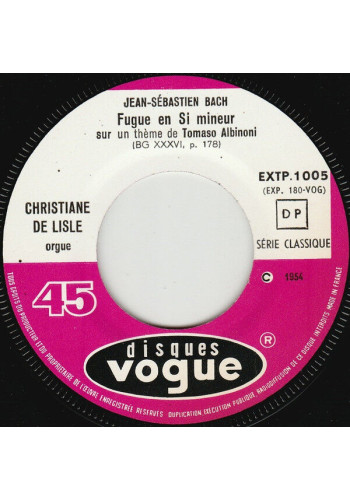 JEAN-SÉBASTIEN BACH
Fugue en Si mineur
sur un thème de Tomaso Albinoni
(BG XXXVI, p. 178)
EXTP.1005
(EXP. 180-VOG)
CHRISTIANE
DE LISLE
orgue
DP
SÉRIE CLASSIQUE
45
C 1954
disques
vogue
®
TOUS DROITS DU PRODUCTEUR ET DU PROPRIÉTAIRE DE L'ŒUVRE ENREGISTRÉE RÉSERVÉS - DUPLICATION EXÉCUTION PUBLIQUE, RADIODIFFUSION DE CE DISQUE INTERDITS MADE IN FRANCE